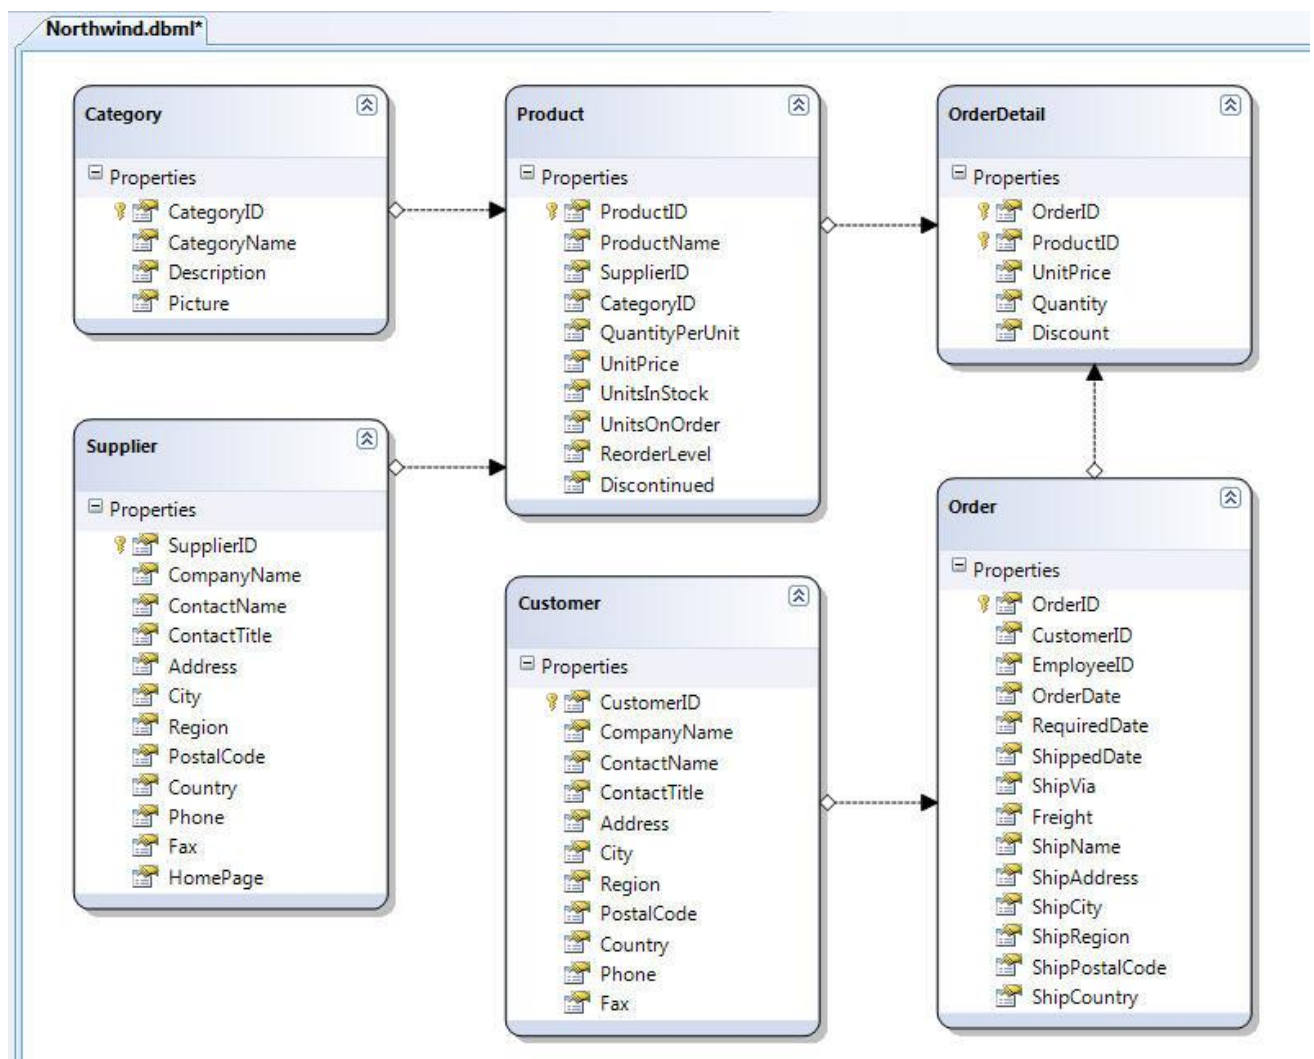 Northwind.dbml*
Category
Properties
CategoryID
CategoryName
Description
Picture
Product
Properties
ProductID
ProductName
SupplierID
CategoryID
QuantityPerUnit
UnitPrice
UnitsInStock
UnitsOnOrder
ReorderLevel
Discontinued
OrderDetail
Properties
OrderID
ProductID
UnitPrice
Quantity
Discount
Supplier
Properties
SupplierID
CompanyName
ContactName
ContactTitle
Address
City
Region
PostalCode
Country
Phone
Fax
HomePage
Customer
Properties
CustomerID
CompanyName
ContactName
ContactTitle
Address
City
Region
PostalCode
Country
Phone
Fax
Order
Properties
OrderID
CustomerID
EmployeeID
OrderDate
RequiredDate
ShippedDate
ShipVia
Freight
ShipName
ShipAddress
ShipCity
ShipRegion
ShipPostalCode
ShipCountry